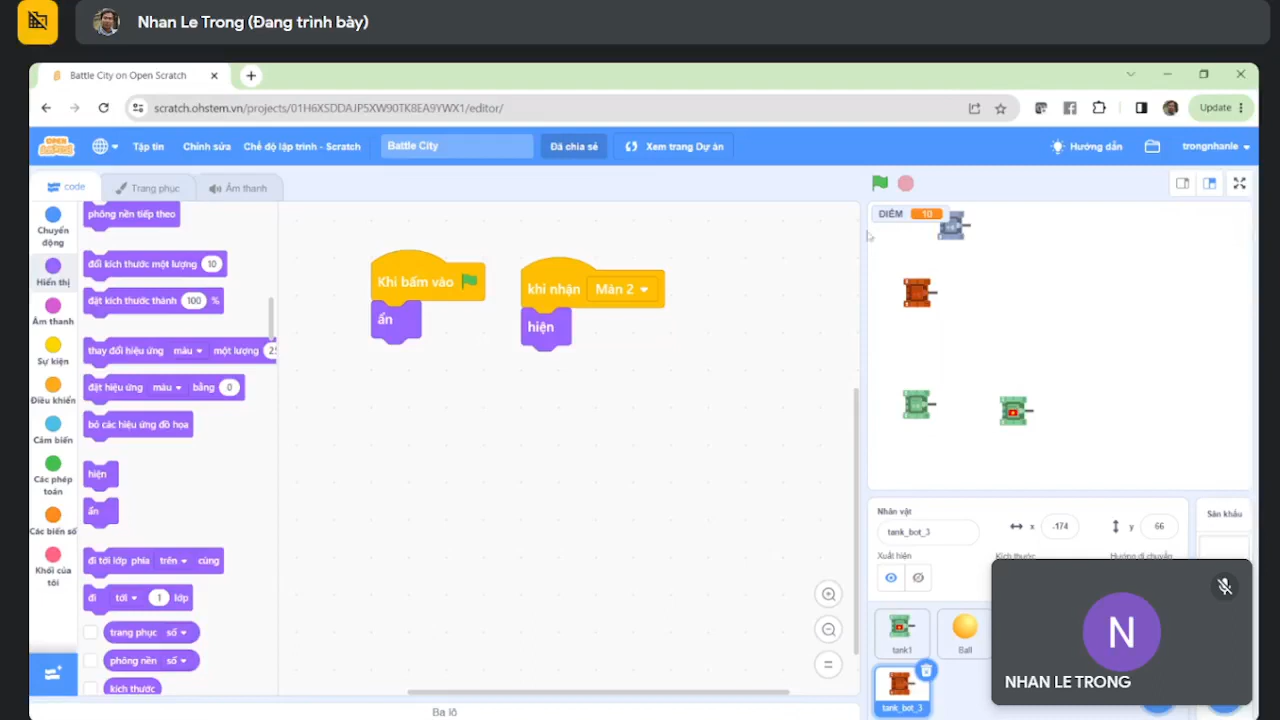 Nhan Le Trong (Đang trình bày)
Battle City on Open Scratch
scratch.ohstem.vn/projects/01H6XSDDAJP5XW90TK8EA9YWX1/editor/
Update
OPEN
Tập tin
Chỉnh sửa
Chế độ lập trình - Scratch
Battle City
Đã chia sẻ
Xem trang Dự án
Hướng dẫn
trongnhanle
code
Trang phục
Âm thanh
Chuyển
động
Hiển thị
Âm thanh
Sự kiện
Điều khiển
Cảm biến
Các phép
toán
Các biến số
Khối của
tôi
phông nền tiếp theo
đổi kích thước một lượng 10
đặt kích thước thành 100 %
thay đổi hiệu ứng màu một lượng 25
đặt hiệu ứng màu bằng 0
bỏ các hiệu ứng đồ họa
hiện
ẩn
đi tới lớp phía trên cùng
đi tới 1 lớp
trang phục số
phông nền số
kích thước
Khi bấm vào
ẩn
khi nhận Màn 2
hiện
Ba lô
ĐIỂM 10
Nhân vật
tank_bot_3
x -174
y 66
Xuất hiện
Kích thước
Hướng di chuyển
Sân khấu
tank1
Ball
tank_bot_3
N
NHAN LE TRONG